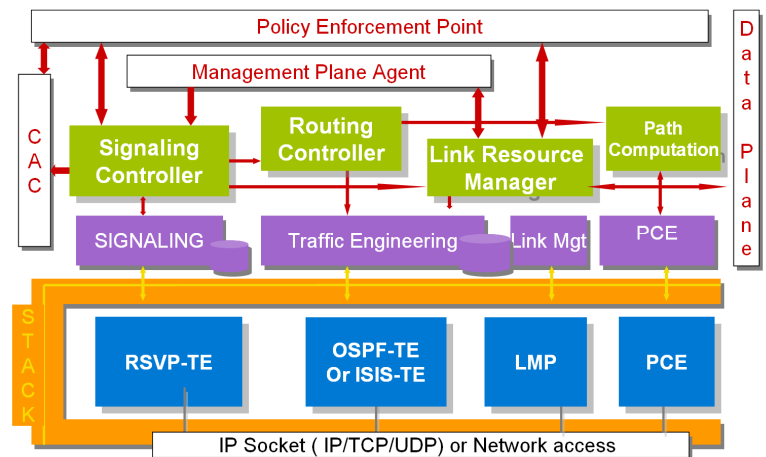 Policy Enforcement Point
Management Plane Agent
CAC
Data Plane
Signaling
Controller
Routing
Controller
Link Resource
Manager
Path
Computation
SIGNALING
Traffic Engineering
Link Mgt
PCE
STACK
RSVP-TE
OSPF-TE
Or ISIS-TE
LMP
PCE
IP Socket ( IP/TCP/UDP) or Network access